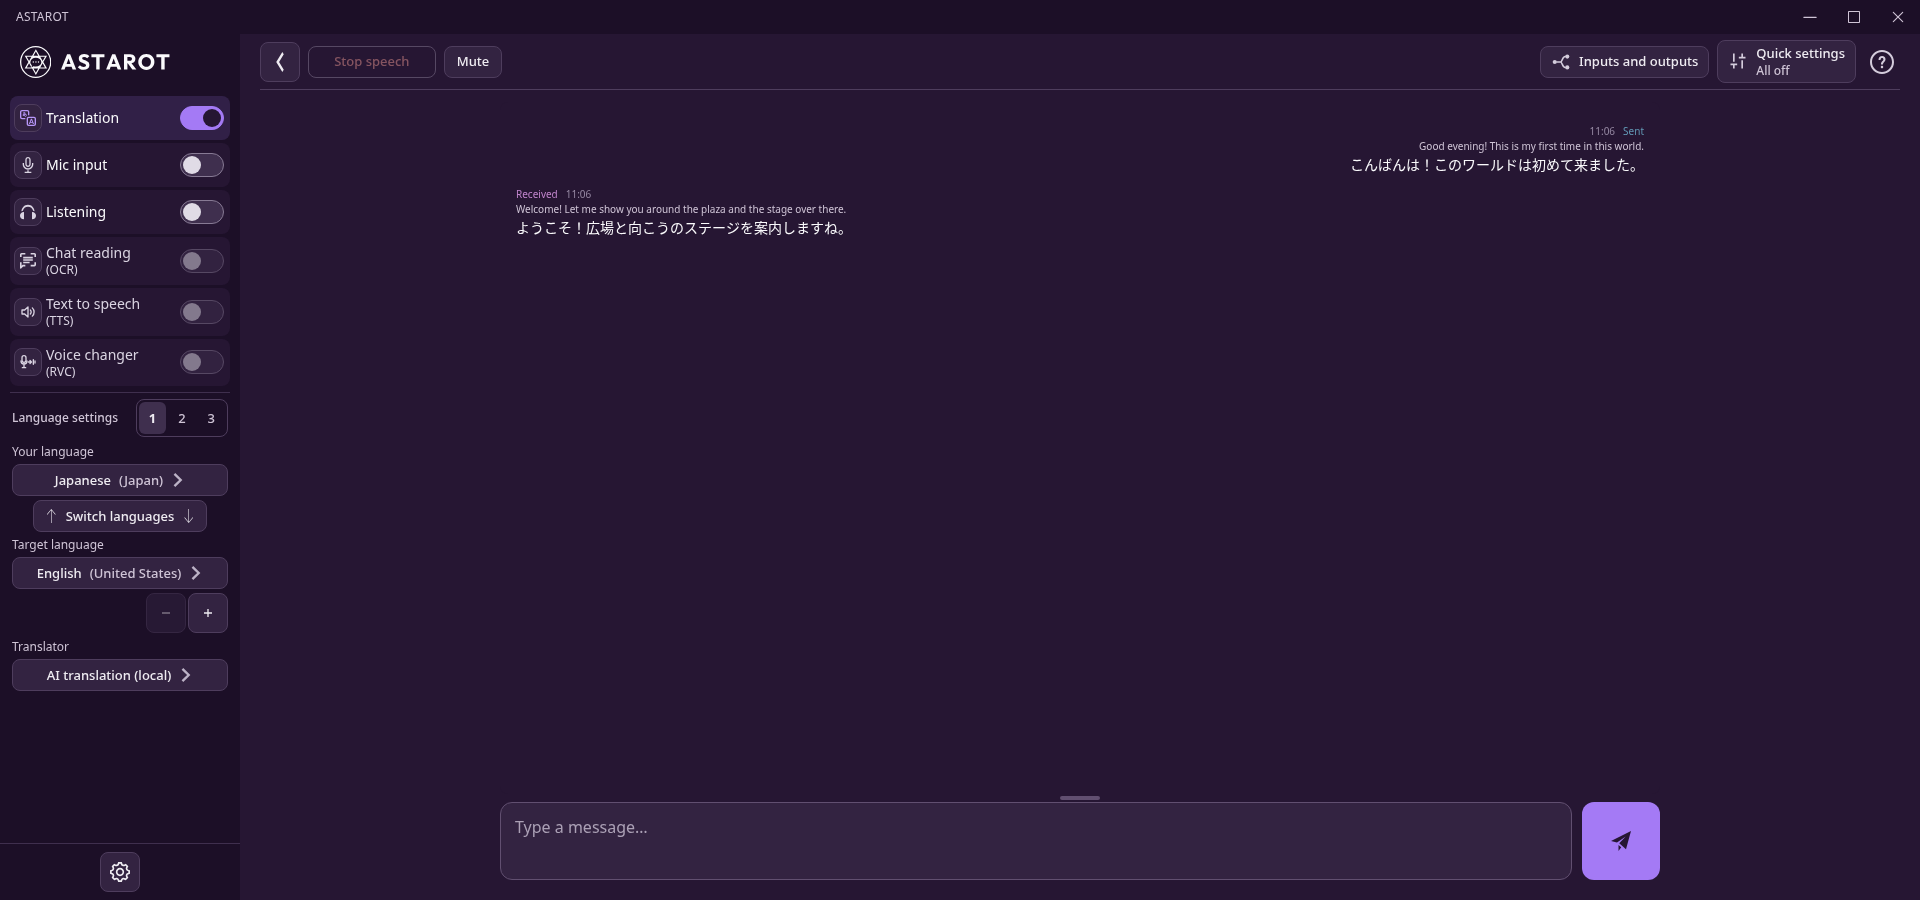 ASTAROT
ASTAROT
Stop speech
Mute
Inputs and outputs
Quick settings
All off
Translation
Mic input
Listening
Chat reading
(OCR)
Text to speech
(TTS)
Voice changer
(RVC)
Language settings
1 2 3
Your language
Japanese (Japan)
Switch languages
Target language
English (United States)
− +
Translator
AI translation (local)
11:06 Sent
Good evening! This is my first time in this world.
こんばんは！このワールドは初めて来ました。
Received 11:06
Welcome! Let me show you around the plaza and the stage over there.
ようこそ！広場と向こうのステージを案内しますね。
Type a message...